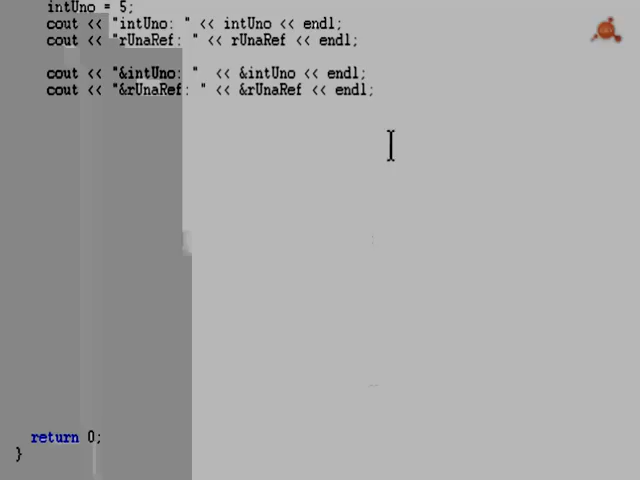 intUno = 5;
cout << "intUno: " << intUno << endl;
cout << "rUnaRef: " << rUnaRef << endl;
cout << "&intUno: "  << &intUno << endl;
cout << "&rUnaRef: " << &rUnaRef << endl;
return 0;
}